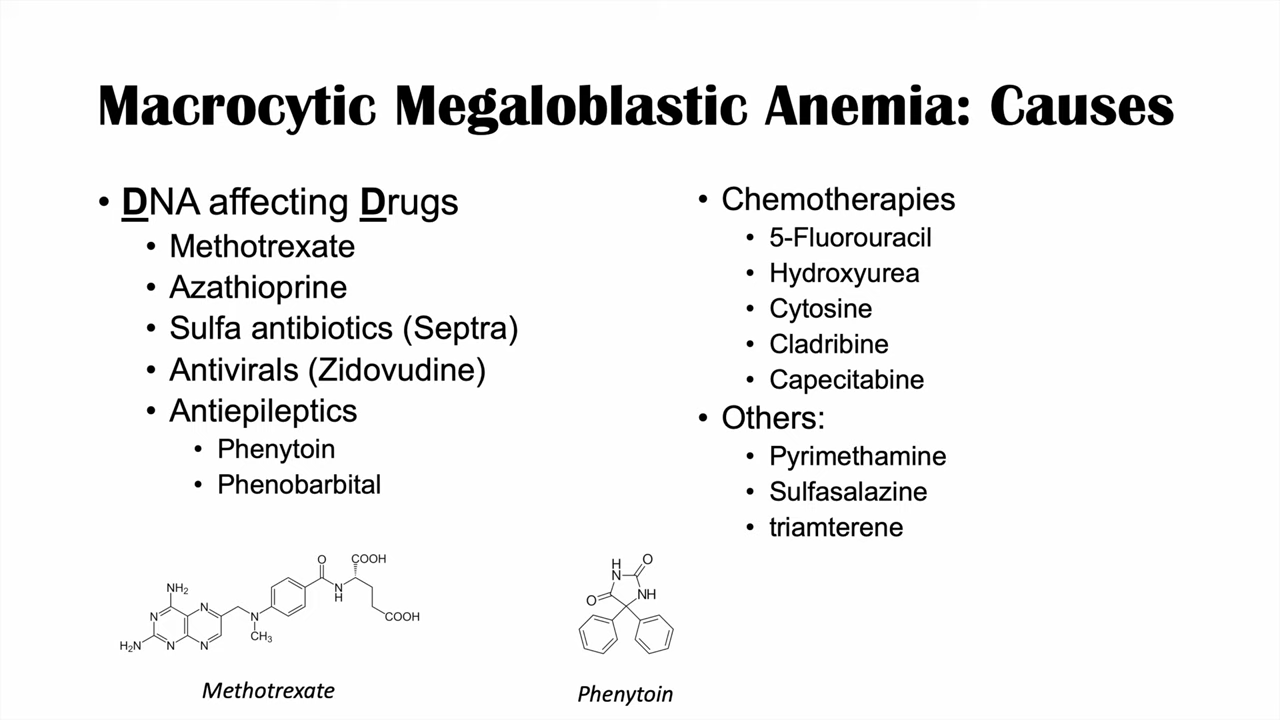 Macrocytic Megaloblastic Anemia: Causes
• DNA affecting Drugs
• Methotrexate
• Azathioprine
• Sulfa antibiotics (Septra)
• Antivirals (Zidovudine)
• Antiepileptics
• Phenytoin
• Phenobarbital
• Chemotherapies
• 5-Fluorouracil
• Hydroxyurea
• Cytosine
• Cladribine
• Capecitabine
• Others:
• Pyrimethamine
• Sulfasalazine
• triamterene
O COOH
NH₂
N N
N
H
COOH
N
CH₃
H₂N N N
Methotrexate
H
N
O
O NH
Phenytoin